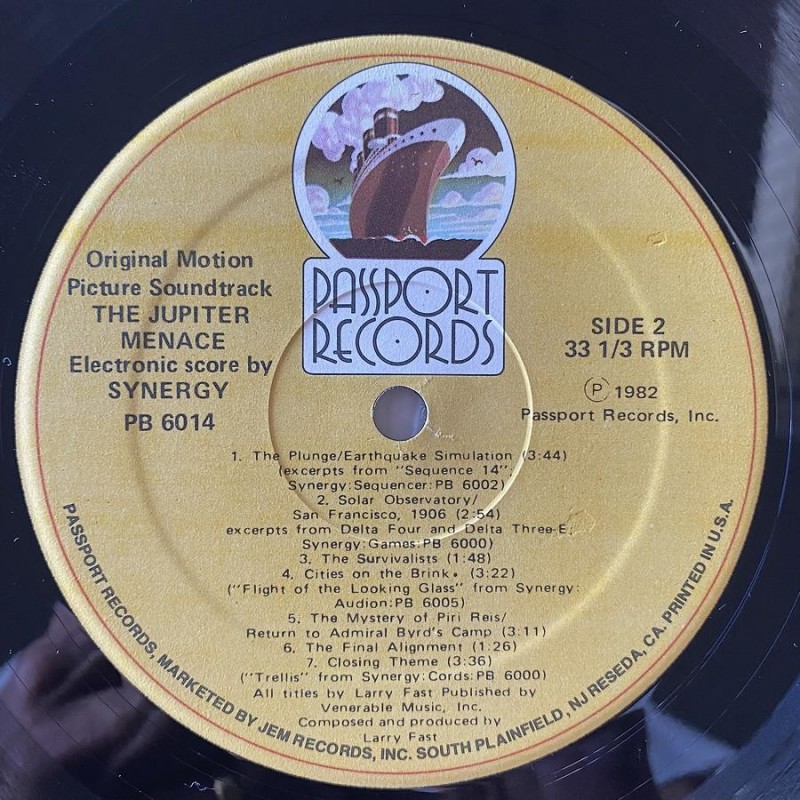 PASSPORT
RECORDS
Original Motion
Picture Soundtrack
THE JUPITER
MENACE
Electronic score by
SYNERGY
PB 6014
SIDE 2
33 1/3 RPM
Ⓟ 1982
Passport Records, Inc.
1. The Plunge/Earthquake Simulation (3:44)
(excerpts from "Sequence 14":
Synergy:Sequencer:PB 6002)
2. Solar Observatory/
San Francisco, 1906 (2:54)
excerpts from Delta Four and Delta Three-E,
Synergy:Games:PB 6000)
3. The Survivalists (1:48)
4. Cities on the Brink. (3:22)
("Flight of the Looking Glass" from Synergy:
Audion:PB 6005)
5. The Mystery of Piri Reis/
Return to Admiral Byrd's Camp (3:11)
6. The Final Alignment (1:26)
7. Closing Theme (3:36)
("Trellis" from Synergy:Cords:PB 6000)
All titles by Larry Fast Published by
Venerable Music, Inc.
Composed and produced by
Larry Fast
PASSPORT RECORDS, MARKETED BY JEM RECORDS, INC. SOUTH PLAINFIELD, NJ RESEDA, CA. PRINTED IN U.S.A.